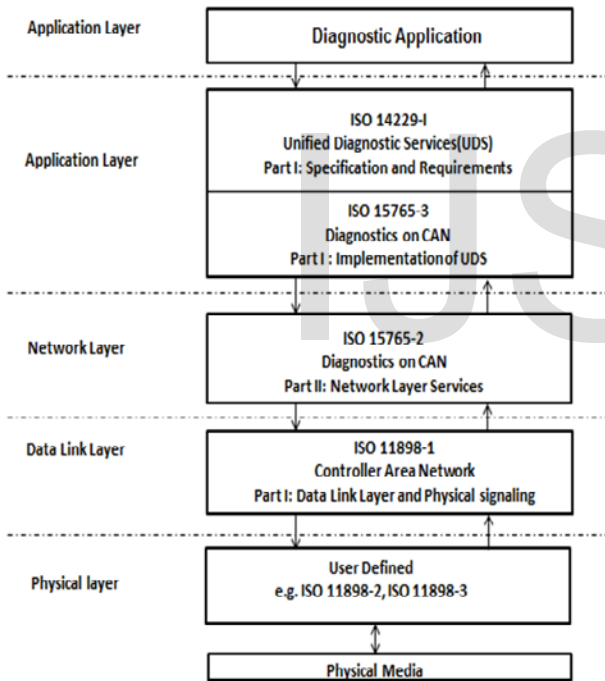 Application Layer
Diagnostic Application
Application Layer
ISO 14229-I
Unified Diagnostic Services(UDS)
Part I: Specification and Requirements
ISO 15765-3
Diagnostics on CAN
Part I : Implementation of UDS
IJS
Network Layer
ISO 15765-2
Diagnostics on CAN
Part II: Network Layer Services
Data Link Layer
ISO 11898-1
Controller Area Network
Part I: Data Link Layer and Physical signaling
Physical layer
User Defined
e.g. ISO 11898-2, ISO 11898-3
Physical Media